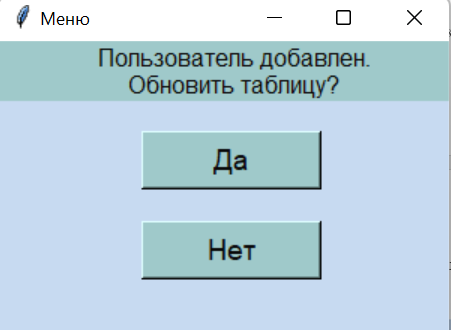 Меню
Пользователь добавлен.
Обновить таблицу?
Да
Нет